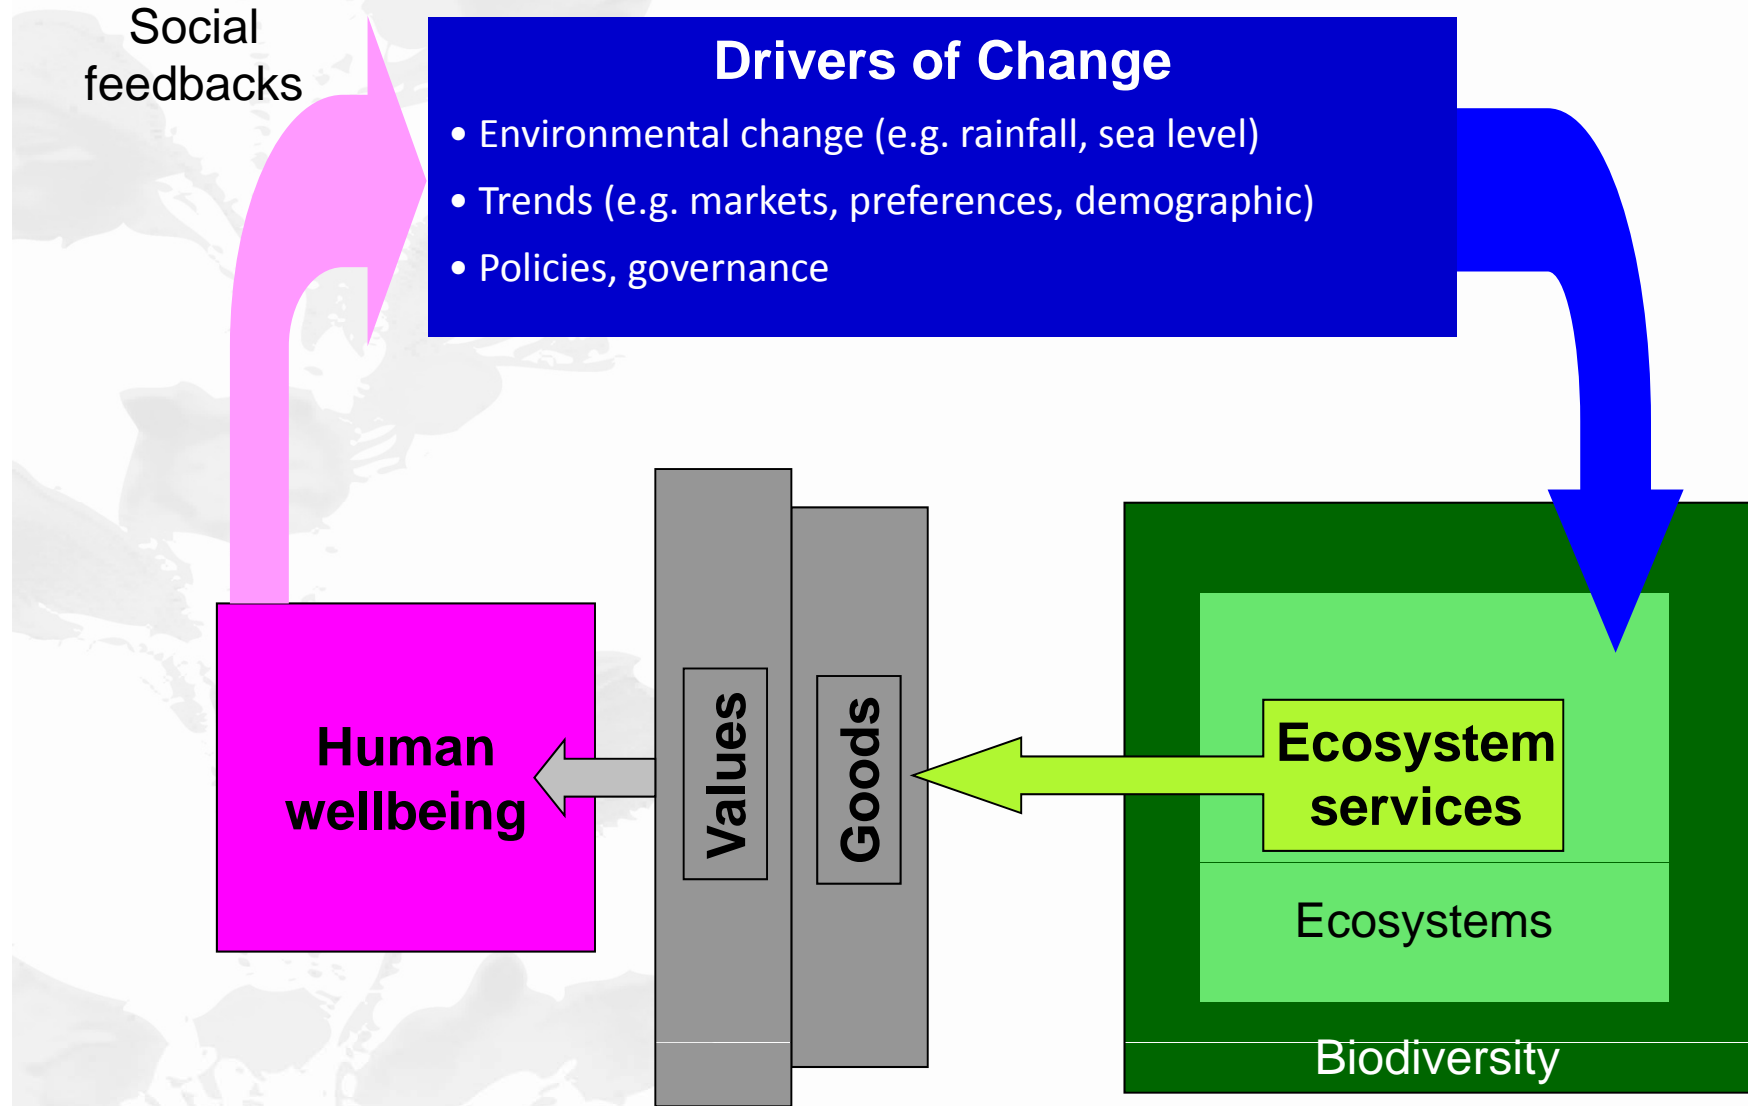 Social
feedbacks
Drivers of Change
• Environmental change (e.g. rainfall, sea level)
• Trends (e.g. markets, preferences, demographic)
• Policies, governance
Human
wellbeing
Values
Goods
Ecosystem
services
Ecosystems
Biodiversity